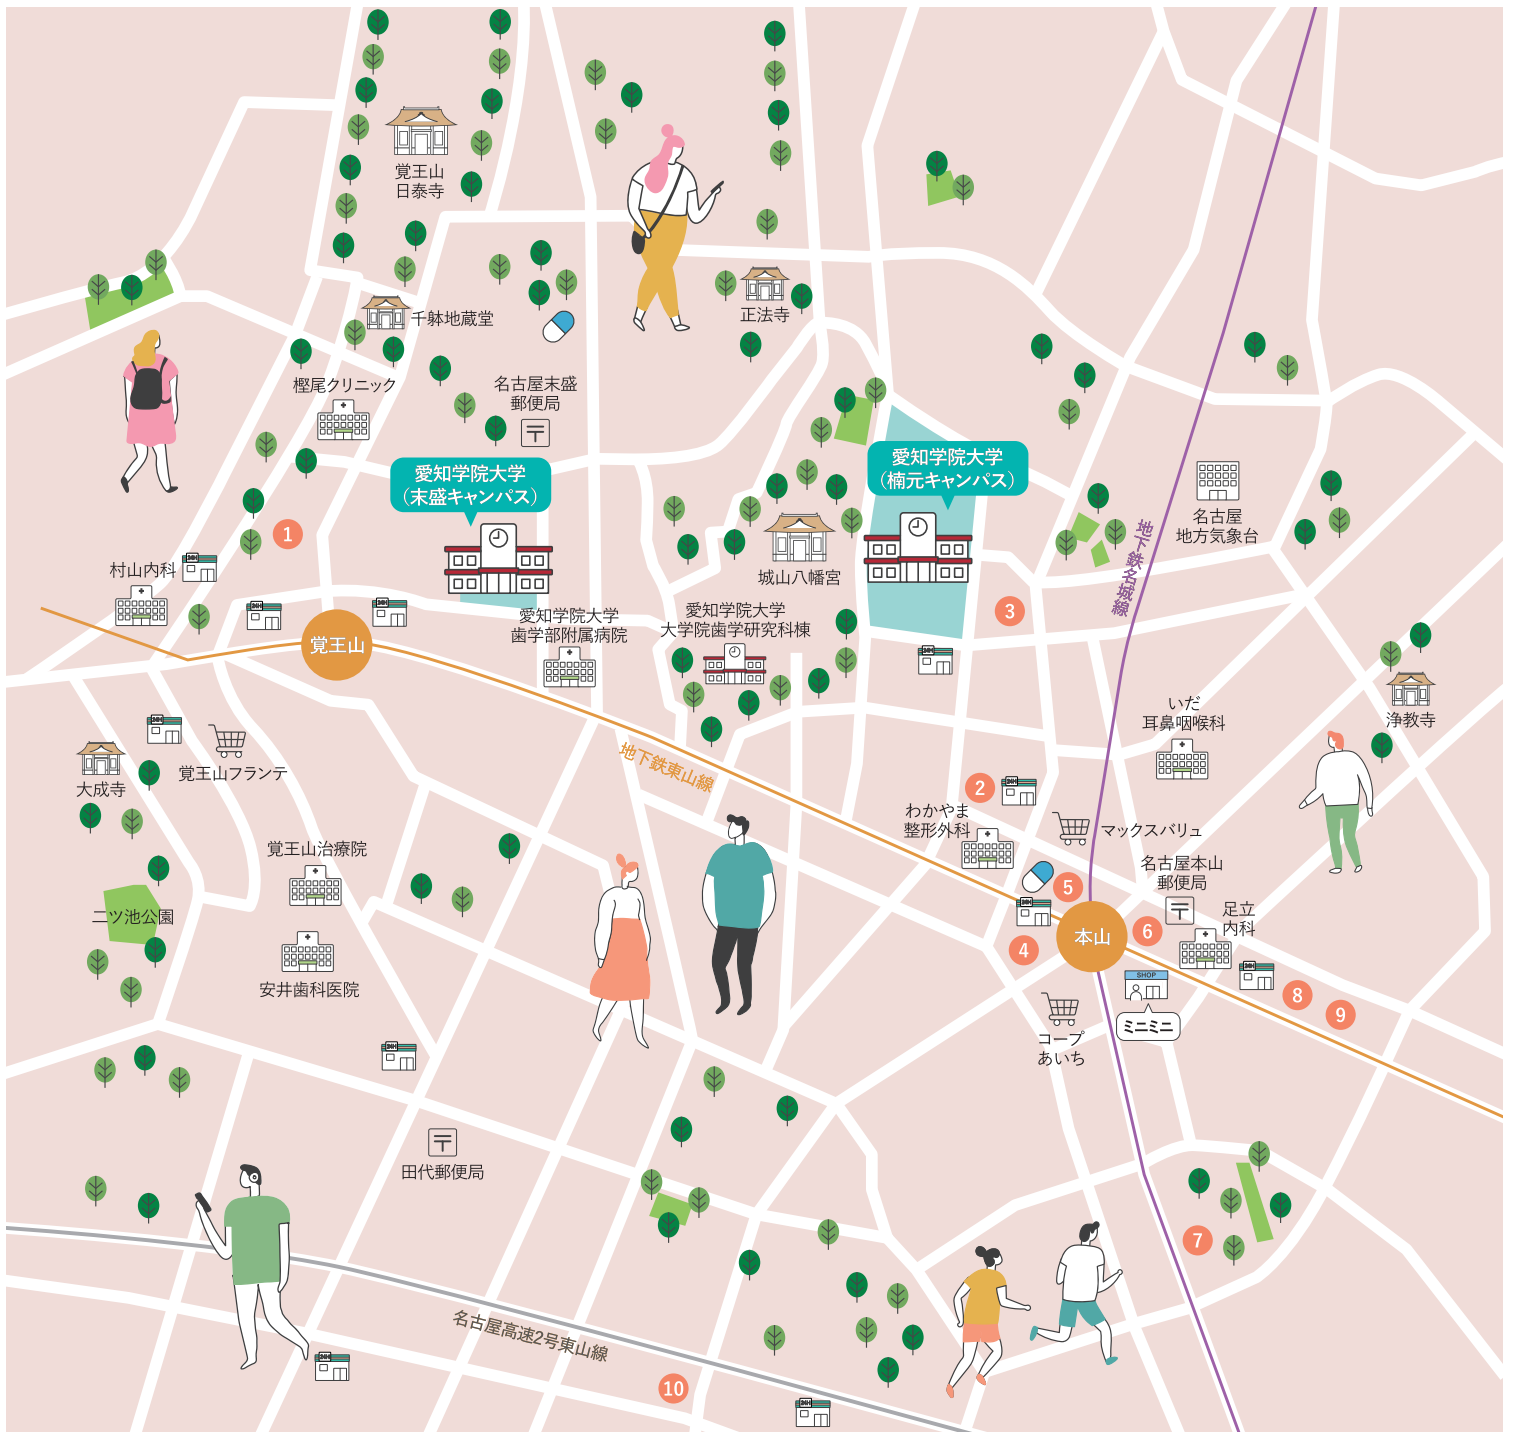 覚王山
日泰寺
千躰地蔵堂
正法寺
樫尾クリニック
名古屋末盛
郵便局
愛知学院大学
（末盛キャンパス）
愛知学院大学
（楠元キャンパス）
名古屋
地方気象台
地下鉄名城線
1
村山内科
24H
24H
24H
覚王山
城山八幡宮
愛知学院大学
歯学部附属病院
愛知学院大学
大学院歯学研究科棟
3
24H
いだ
耳鼻咽喉科
浄教寺
24H
覚王山フランテ
大成寺
地下鉄東山線
2
24H
わかやま
整形外科
マックスバリュ
覚王山治療院
名古屋本山
郵便局
5
24H
二ツ池公園
足立
内科
本山
6
4
安井歯科医院
SHOP
ミニミニ
24H
8
9
コープ
あいち
24H
田代郵便局
7
名古屋高速2号東山線
24H
10
24H